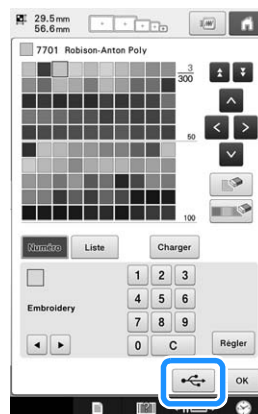 29.5mm
56.6mm
7701 Robison-Anton Poly
3
300
50
100
Numéro Liste Charger
1 2 3
Embroidery 4 5 6
7 8 9
0 C Régler
OK